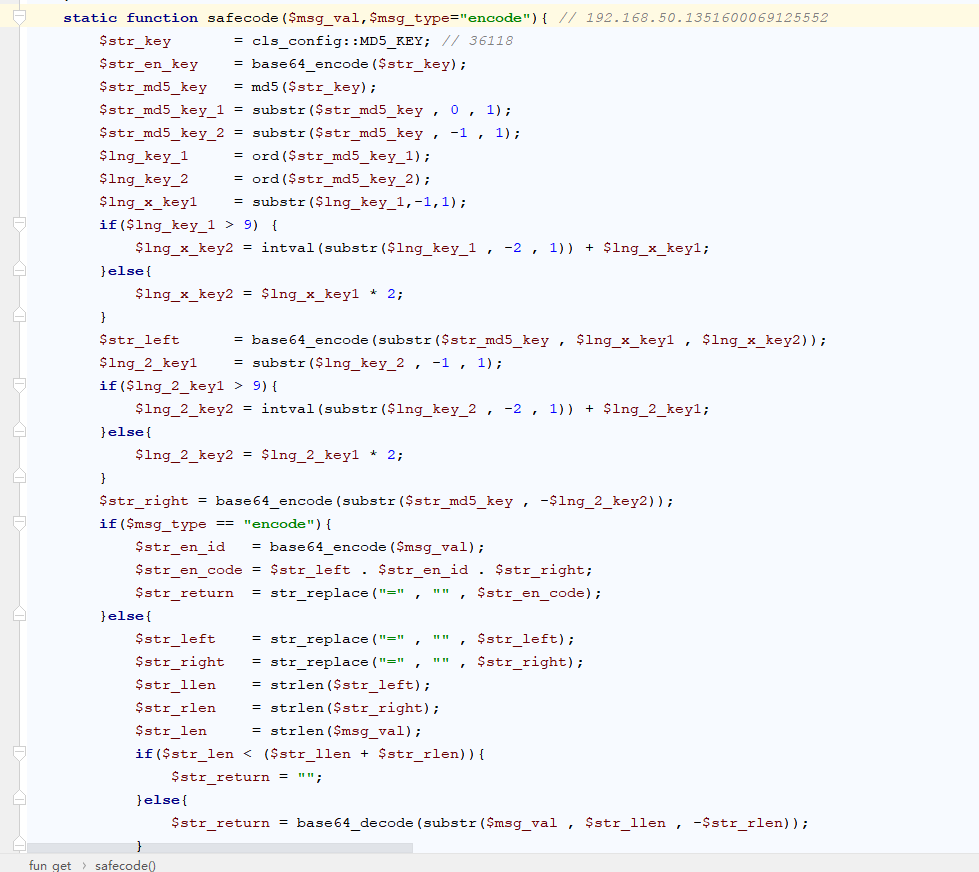 static function safecode($msg_val,$msg_type="encode"){ // 192.168.50.1351600069125552
$str_key = cls_config::MD5_KEY; // 36118
$str_en_key = base64_encode($str_key);
$str_md5_key = md5($str_key);
$str_md5_key_1 = substr($str_md5_key , 0 , 1);
$str_md5_key_2 = substr($str_md5_key , -1 , 1);
$lng_key_1 = ord($str_md5_key_1);
$lng_key_2 = ord($str_md5_key_2);
$lng_x_key1 = substr($lng_key_1,-1,1);
if($lng_key_1 > 9) {
$lng_x_key2 = intval(substr($lng_key_1 , -2 , 1)) + $lng_x_key1;
}else{
$lng_x_key2 = $lng_x_key1 * 2;
}
$str_left = base64_encode(substr($str_md5_key , $lng_x_key1 , $lng_x_key2));
$lng_2_key1 = substr($lng_key_2 , -1 , 1);
if($lng_2_key1 > 9){
$lng_2_key2 = intval(substr($lng_key_2 , -2 , 1)) + $lng_2_key1;
}else{
$lng_2_key2 = $lng_2_key1 * 2;
}
$str_right = base64_encode(substr($str_md5_key , -$lng_2_key2));
if($msg_type == "encode"){
$str_en_id = base64_encode($msg_val);
$str_en_code = $str_left . $str_en_id . $str_right;
$str_return = str_replace("=" , "" , $str_en_code);
}else{
$str_left = str_replace("=" , "" , $str_left);
$str_right = str_replace("=" , "" , $str_right);
$str_llen = strlen($str_left);
$str_rlen = strlen($str_right);
$str_len = strlen($msg_val);
if($str_len < ($str_llen + $str_rlen)){
$str_return = "";
}else{
$str_return = base64_decode(substr($msg_val , $str_llen , -$str_rlen));
}
fun_get › safecode()